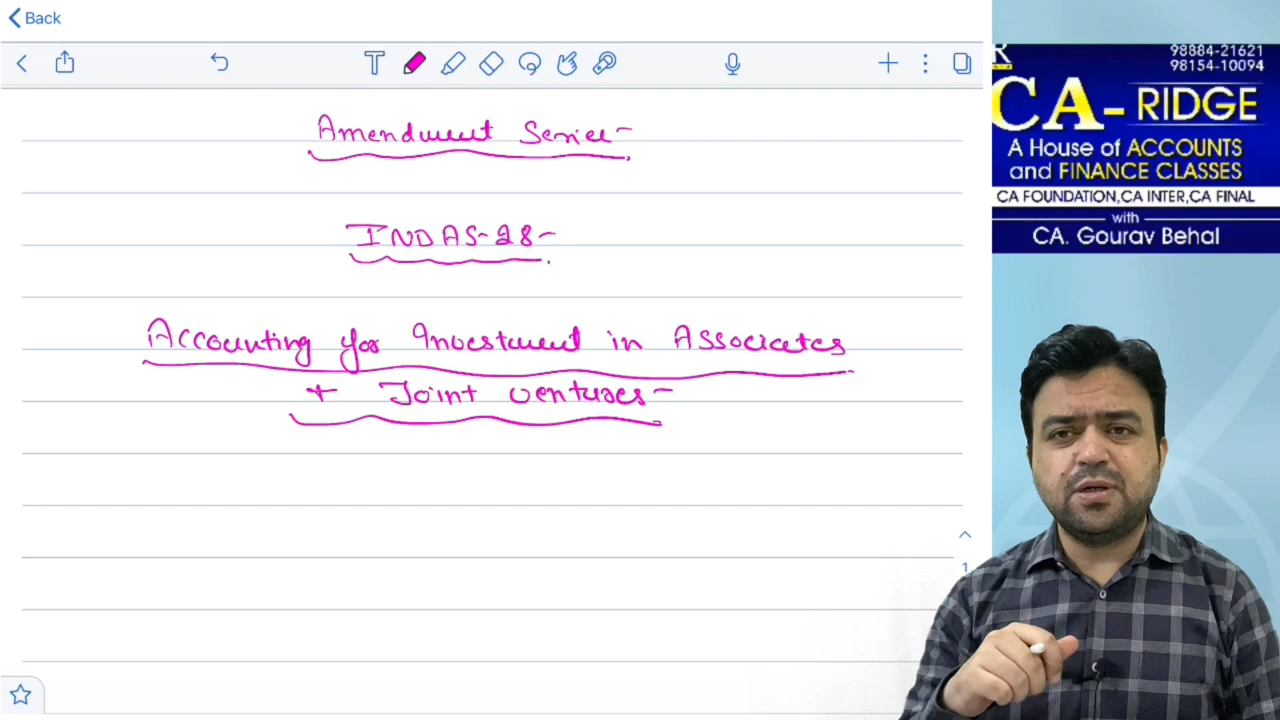 Back
Amendment Series-
INDAS-28-
Accounting for Investment in Associates
+ Joint ventures-
1
R
98884-21621
98154-10094
CA- RIDGE
A House of ACCOUNTS
and FINANCE CLASSES
CA FOUNDATION,CA INTER,CA FINAL
with
CA. Gourav Behal